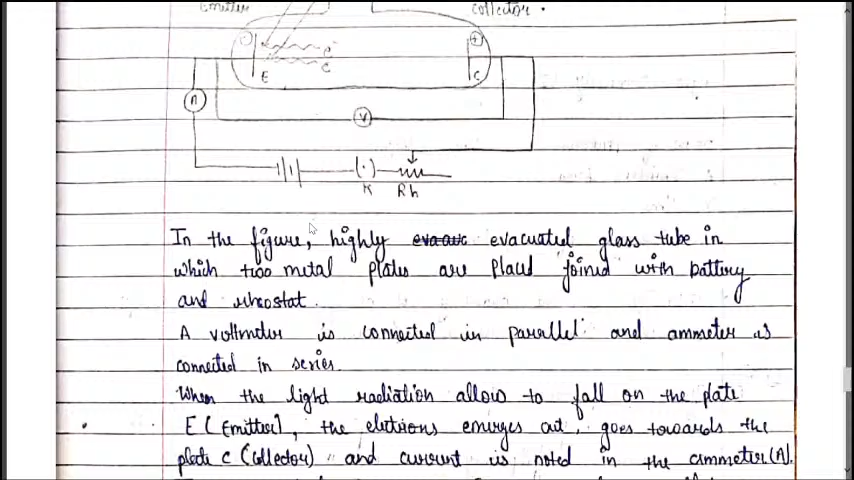 Emitter
collector.
-
+
e-
e-
E
C
A
V
K
Rh
In the figure, highly evacuated glass tube in
which two metal plates are placed joined with battery
and rheostat.
A voltmeter is connected in parallel and ammeter is
connected in series.
When the light radiation allow to fall on the plate
E (Emitter), the electrons emerges out, goes towards the
plate C (collector) and current is noted in the ammeter (A).